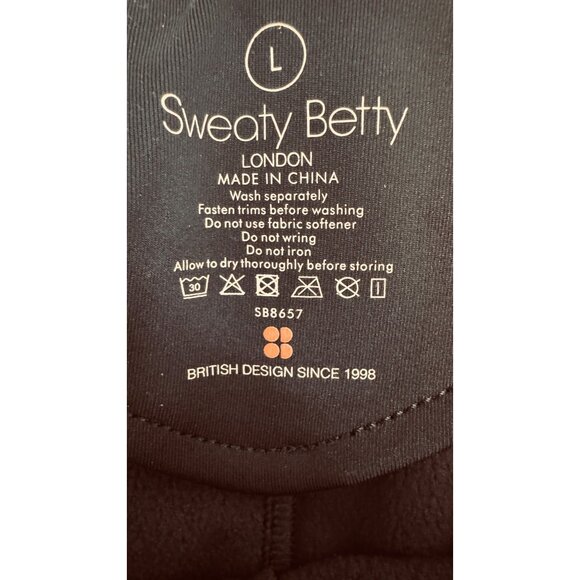 L
Sweaty Betty
LONDON
MADE IN CHINA
Wash separately
Fasten trims before washing
Do not use fabric softener
Do not wring
Do not iron
Allow to dry thoroughly before storing
30
SB8657
BRITISH DESIGN SINCE 1998